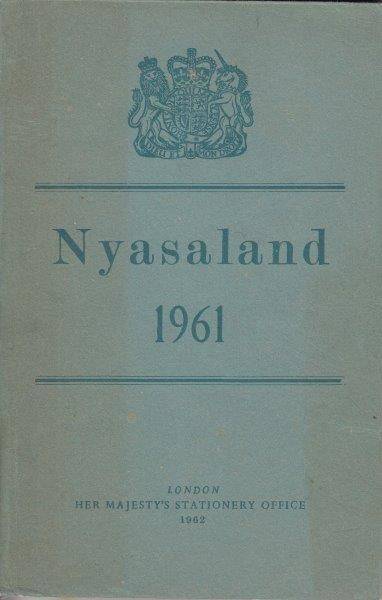 DIEU ET MON DROIT
Nyasaland
1961
LONDON
HER MAJESTY'S STATIONERY OFFICE
1962